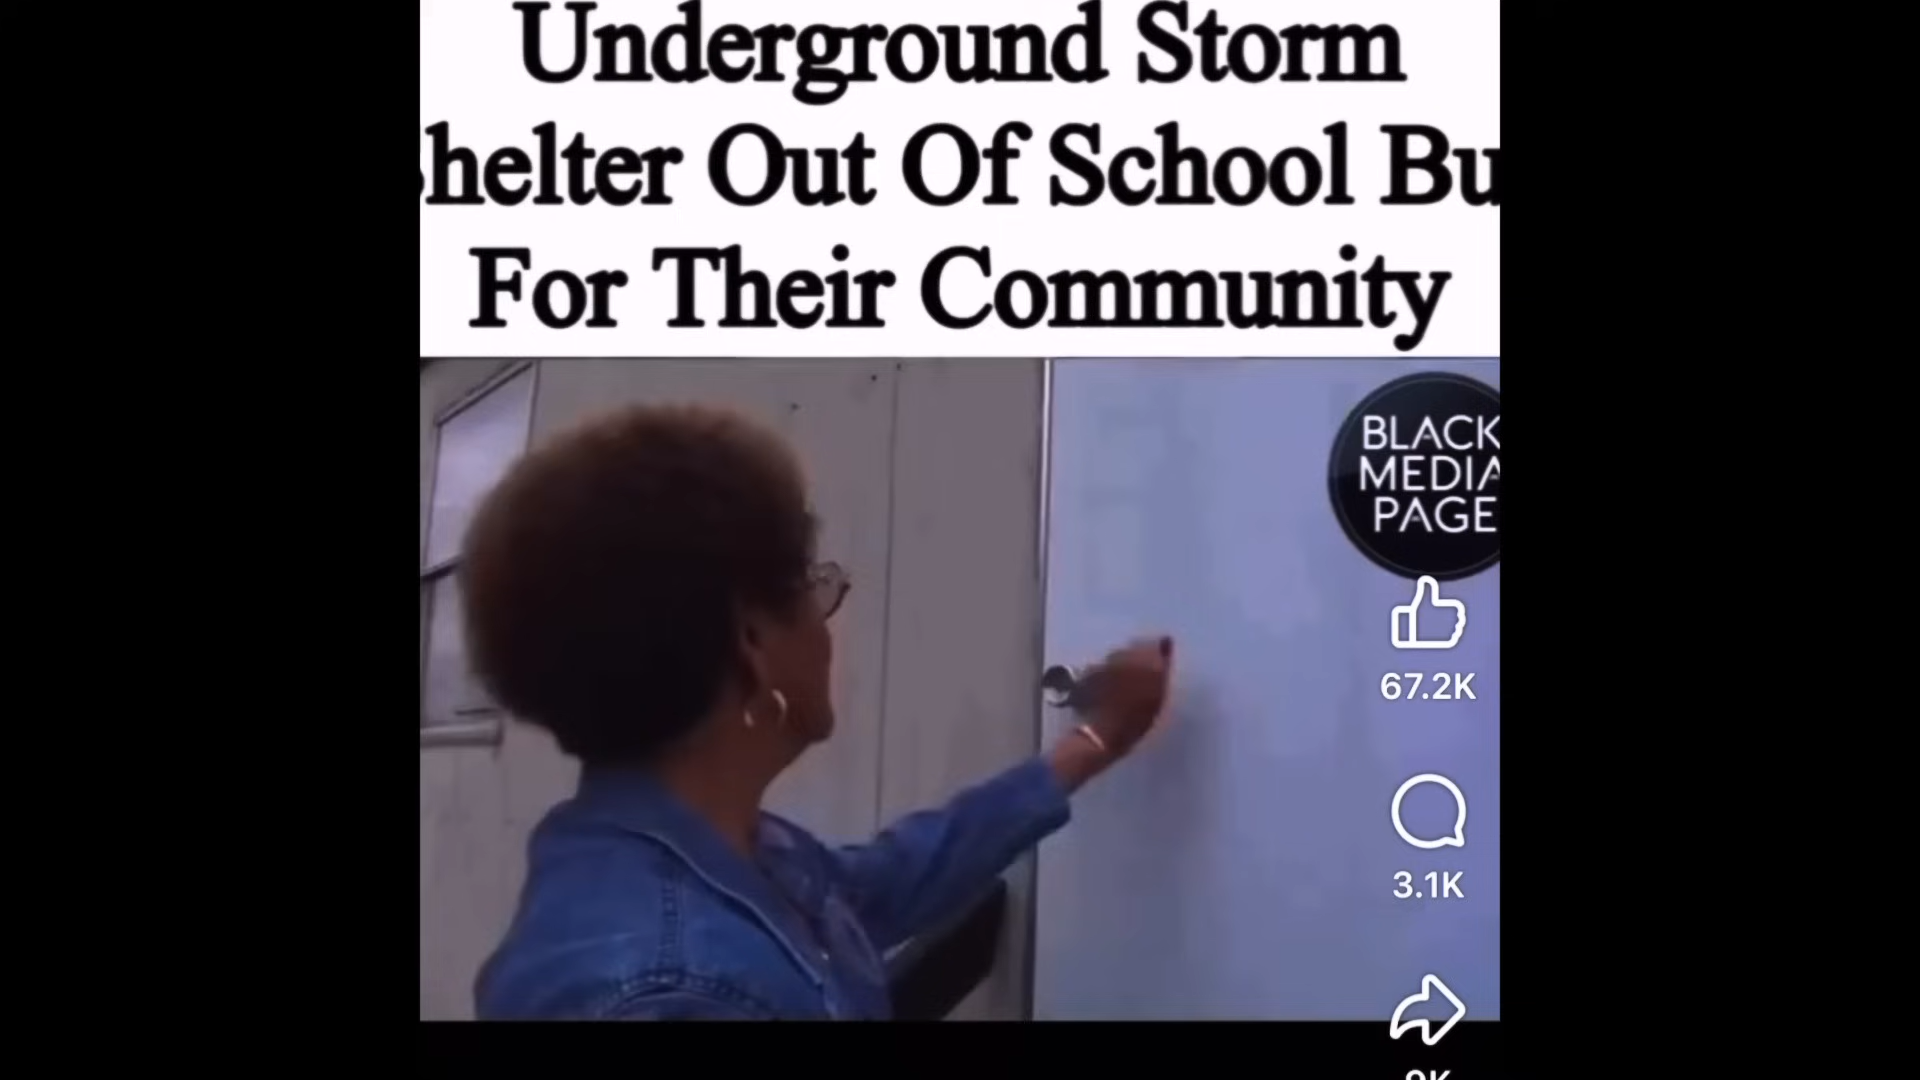 Underground Storm
helter Out Of School Bu
For Their Community
BLACK
MEDIA
PAGE
67.2K
3.1K